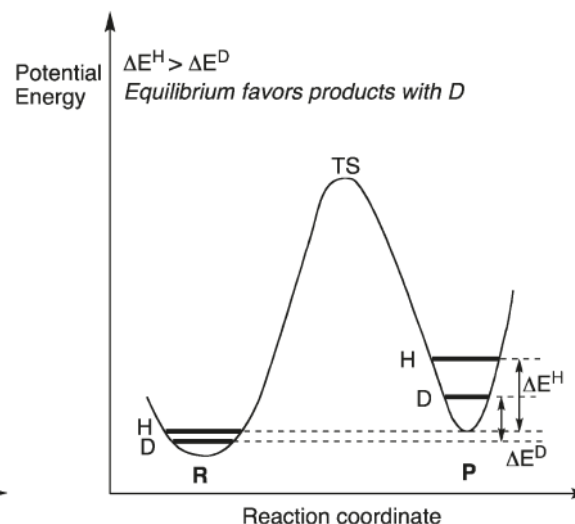 Potential
Energy
ΔE^H > ΔE^D
Equilibrium favors products with D
TS
H
ΔE^H
D
H
D
ΔE^D
R
P
Reaction coordinate